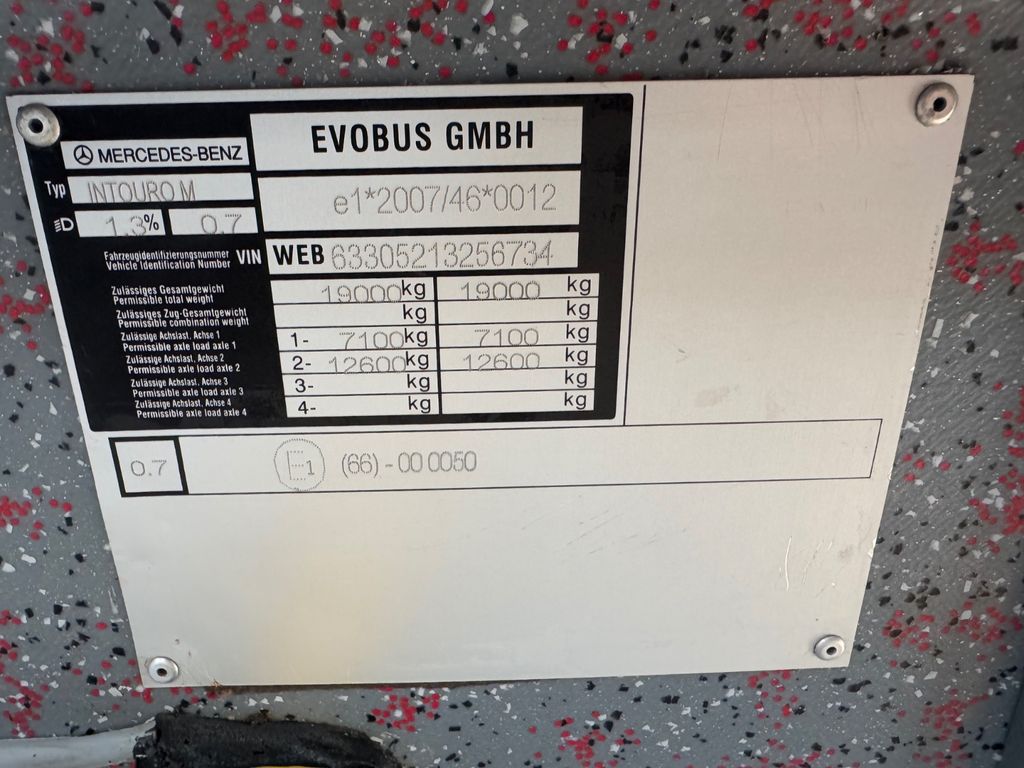 EVOBUS GMBH
MERCEDES-BENZ
Typ INTOURO M
e1*2007/46*0012
1.3% 0.7
Fahrzeugidentifizierungsnummer
Vehicle Identification Number
VIN WEB 63305213256734
Zulässiges Gesamtgewicht
Permissible total weight
19000 kg 19000 kg
Zulässiges Zug-Gesamtgewicht
Permissible combination weight
kg kg
Zulässige Achslast, Achse 1
Permissible axle load axle 1
1- 7100 kg 7100 kg
Zulässige Achslast, Achse 2
Permissible axle load axle 2
2- 12600 kg 12600 kg
Zulässige Achslast, Achse 3
Permissible axle load axle 3
3- kg kg
Zulässige Achslast, Achse 4
Permissible axle load axle 4
4- kg kg
0.7 E1 (66) - 00 0050